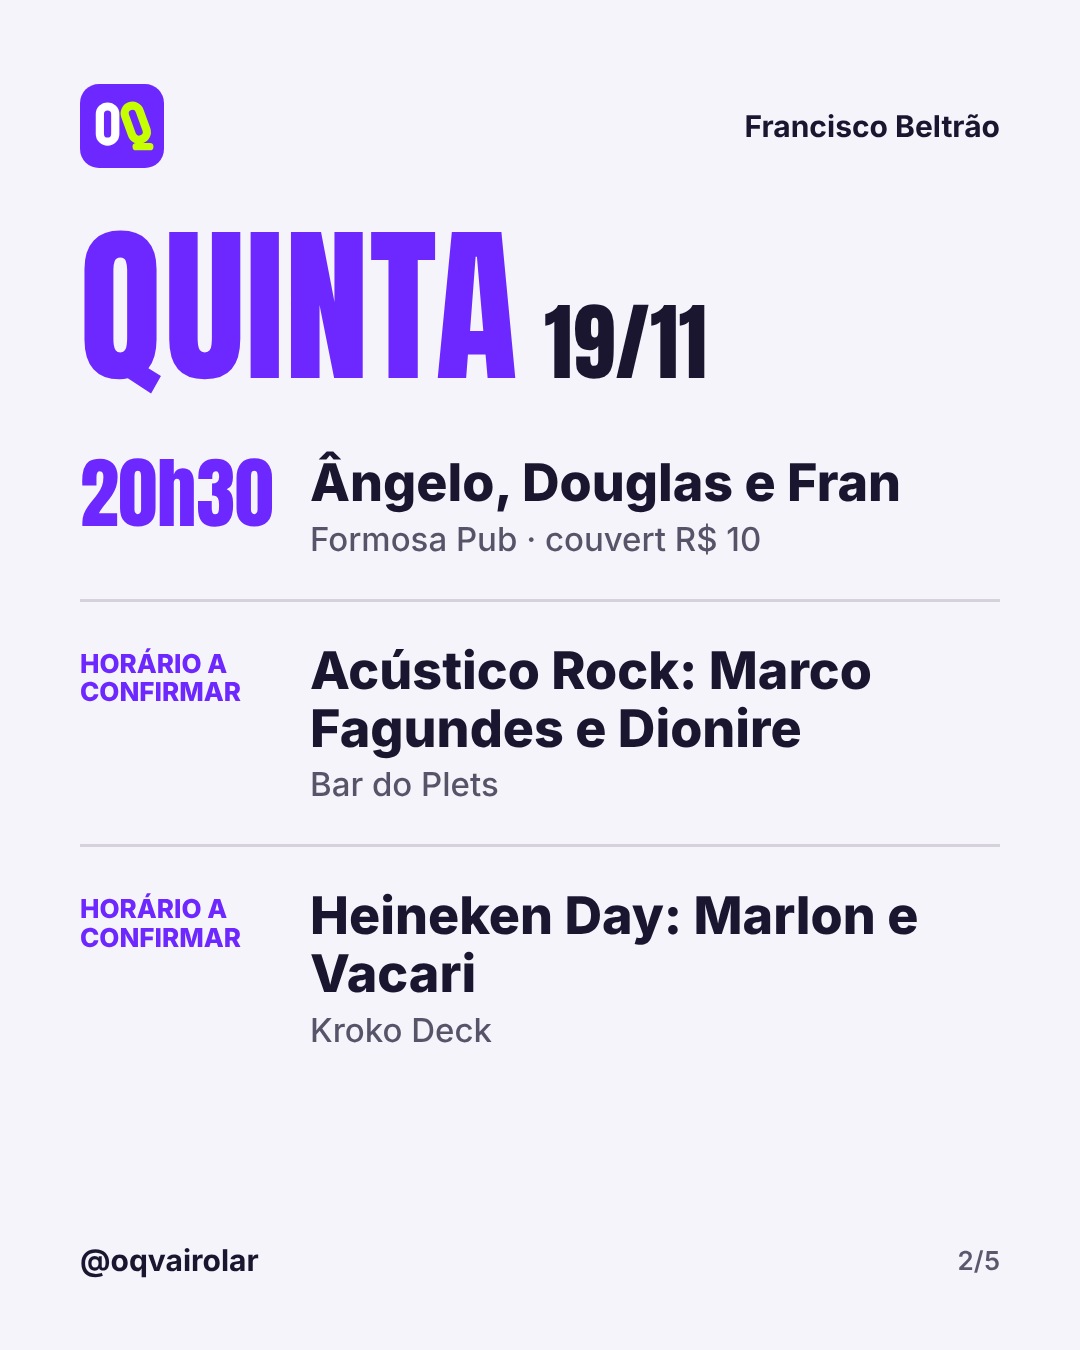 OQ
Francisco Beltrão
QUINTA 19/11
20h30
Ângelo, Douglas e Fran
Formosa Pub · couvert R$ 10
HORÁRIO A
CONFIRMAR
Acústico Rock: Marco
Fagundes e Dionire
Bar do Plets
HORÁRIO A
CONFIRMAR
Heineken Day: Marlon e
Vacari
Kroko Deck
@oqvairolar
2/5